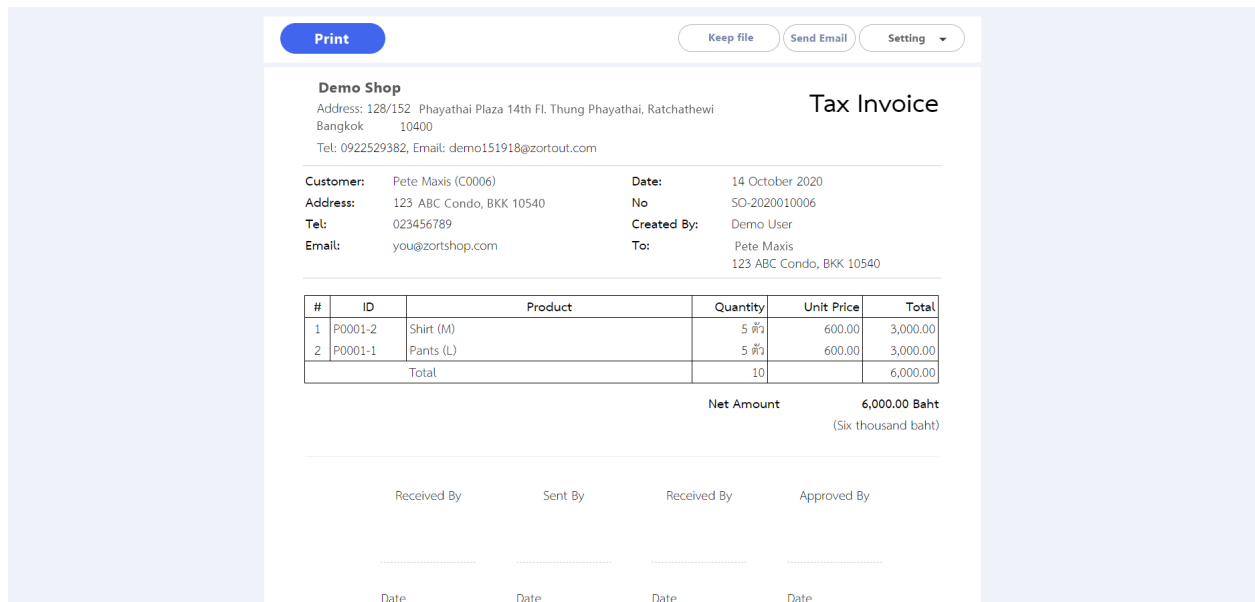 Print Keep file Send Email Setting
Demo Shop
Tax Invoice
Address: 128/152 Phayathai Plaza 14th Fl. Thung Phayathai, Ratchathewi
Bangkok 10400
Tel: 0922529382, Email: demo151918@zortout.com
Customer: Pete Maxis (C0006) Date: 14 October 2020
Address: 123 ABC Condo, BKK 10540 No SO-2020010006
Tel: 023456789 Created By: Demo User
Email: you@zortshop.com To: Pete Maxis
123 ABC Condo, BKK 10540
# ID Product Quantity Unit Price Total
1 P0001-2 Shirt (M) 5 ตัว 600.00 3,000.00
2 P0001-1 Pants (L) 5 ตัว 600.00 3,000.00
Total 10 6,000.00
Net Amount 6,000.00 Baht
(Six thousand baht)
Received By Sent By Received By Approved By
Date Date Date Date